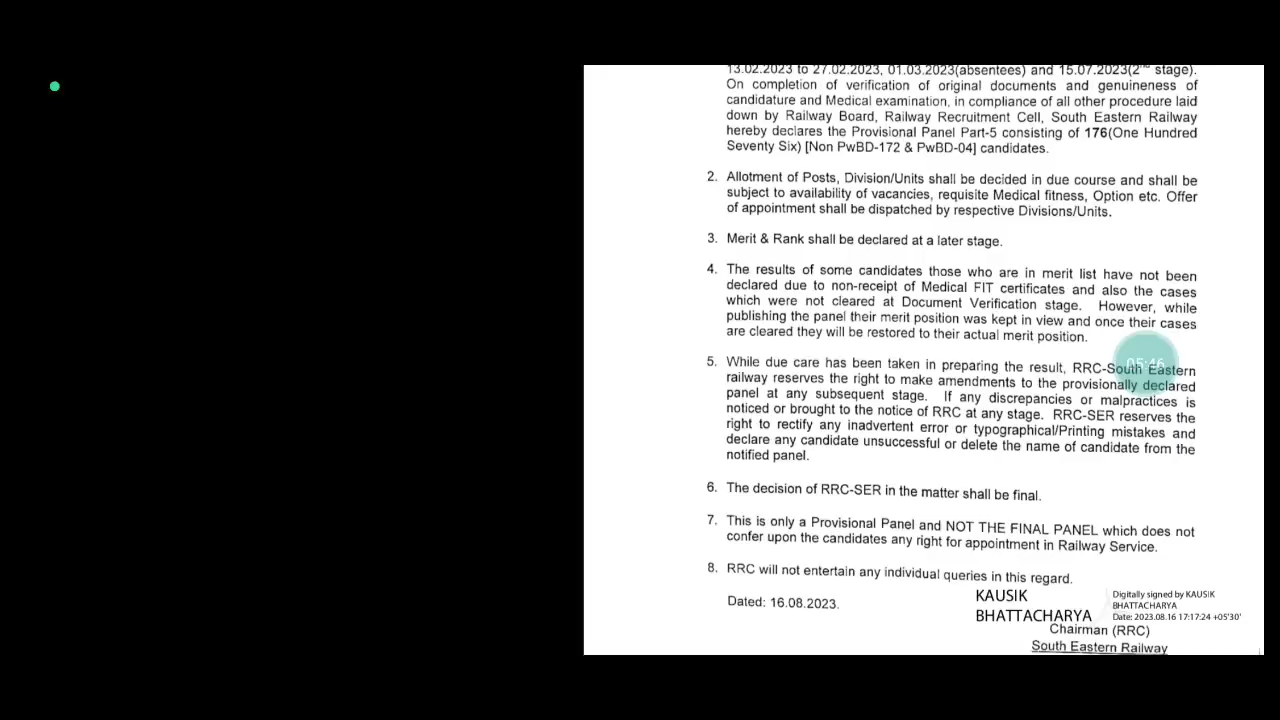 13.02.2023 to 27.02.2023, 01.03.2023(absentees) and 15.07.2023(2nd stage).
On completion of verification of original documents and genuineness of
candidature and Medical examination, in compliance of all other procedure laid
down by Railway Board, Railway Recruitment Cell, South Eastern Railway
hereby declares the Provisional Panel Part-5 consisting of 176(One Hundred
Seventy Six) [Non PwBD-172 & PwBD-04] candidates.
2. Allotment of Posts, Division/Units shall be decided in due course and shall be
subject to availability of vacancies, requisite Medical fitness, Option etc. Offer
of appointment shall be dispatched by respective Divisions/Units.
3. Merit & Rank shall be declared at a later stage.
4. The results of some candidates those who are in merit list have not been
declared due to non-receipt of Medical FIT certificates and also the cases
which were not cleared at Document Verification stage. However, while
publishing the panel their merit position was kept in view and once their cases
are cleared they will be restored to their actual merit position.
05:46
5. While due care has been taken in preparing the result, RRC-South Eastern
railway reserves the right to make amendments to the provisionally declared
panel at any subsequent stage. If any discrepancies or malpractices is
noticed or brought to the notice of RRC at any stage. RRC-SER reserves the
right to rectify any inadvertent error or typographical/Printing mistakes and
declare any candidate unsuccessful or delete the name of candidate from the
notified panel.
6. The decision of RRC-SER in the matter shall be final.
7. This is only a Provisional Panel and NOT THE FINAL PANEL which does not
confer upon the candidates any right for appointment in Railway Service.
8. RRC will not entertain any individual queries in this regard.
Dated: 16.08.2023.
KAUSIK
BHATTACHARYA
Digitally signed by KAUSIK
BHATTACHARYA
Date: 2023.08.16 17:17:24 +05'30'
Chairman (RRC)
South Eastern Railway